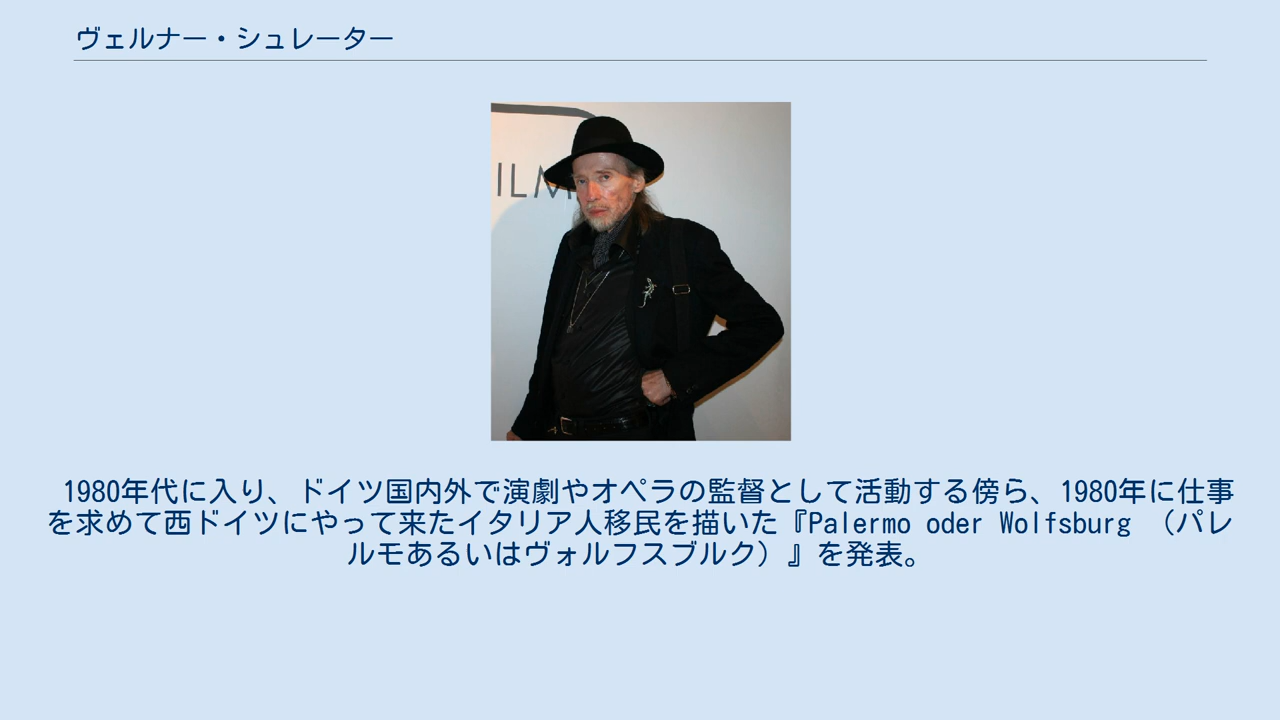 ヴェルナー・シュレーター
ILM
1980年代に入り、ドイツ国内外で演劇やオペラの監督として活動する傍ら、1980年に仕事
を求めて西ドイツにやって来たイタリア人移民を描いた『Palermo oder Wolfsburg （パレ
ルモあるいはヴォルフスブルク）』を発表。